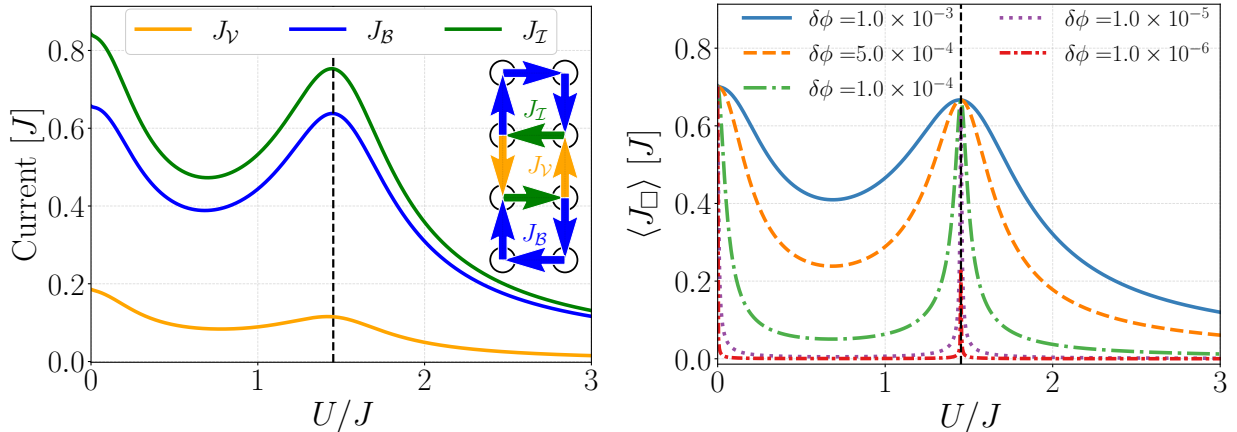 J_𝒱 J_ℬ J_ℐ
Current [J]
0.8
0.6
0.4
0.2
0.0
0 1 2 3
U/J
J_ℐ
J_𝒱
J_ℬ
δϕ =1.0 × 10⁻³ δϕ =1.0 × 10⁻⁵
δϕ =5.0 × 10⁻⁴ δϕ =1.0 × 10⁻⁶
δϕ =1.0 × 10⁻⁴
⟨J_□⟩ [J]
0.8
0.6
0.4
0.2
0.0
0 1 2 3
U/J